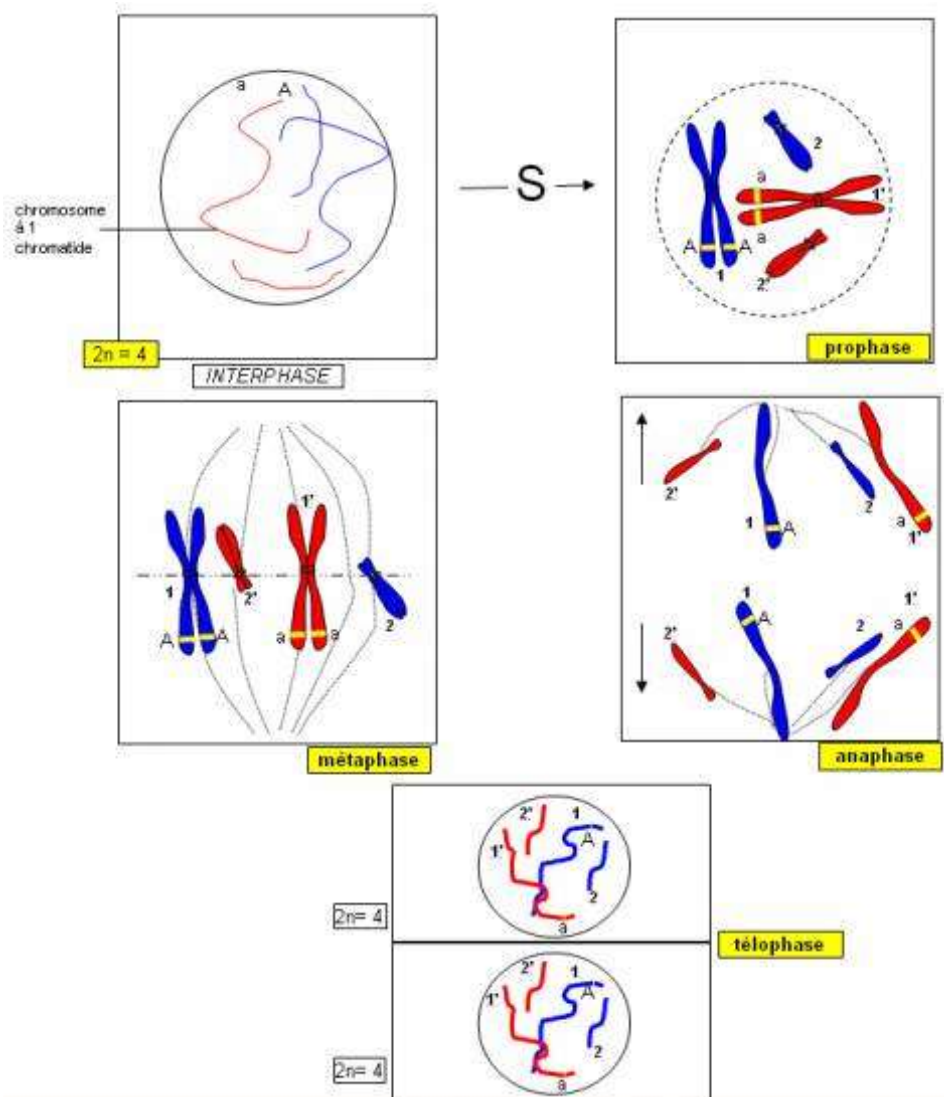 a A
chromosome
à 1
chromatide
2n = 4
INTERPHASE
S
2
a
1'
a
A A
1
2'
prophase
1'
1
2'
A A
a a
2
métaphase
2'
1 A
2
a
1'
1
A
2'
2
a
1'
anaphase
2'
1
1'
A
2
a
2n= 4
télophase
2'
1
1'
A
2
a
2n= 4